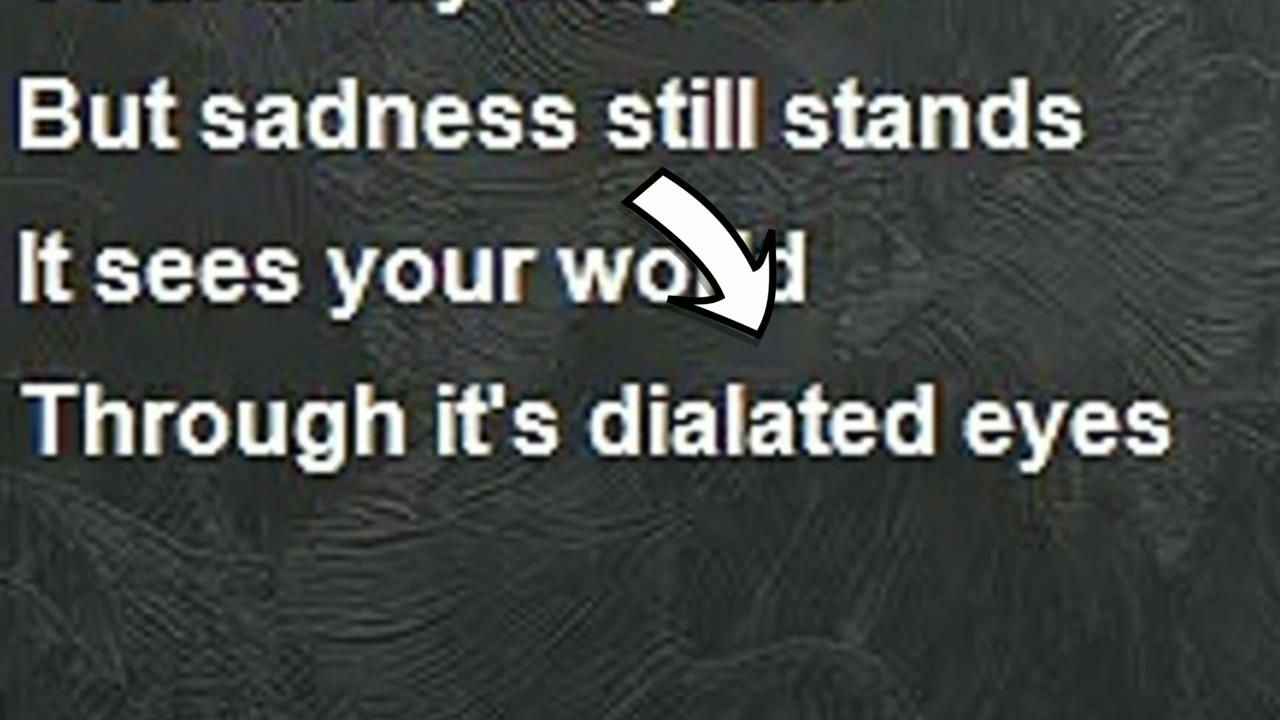 But sadness still stands
It sees your world
Through it's dialated eyes